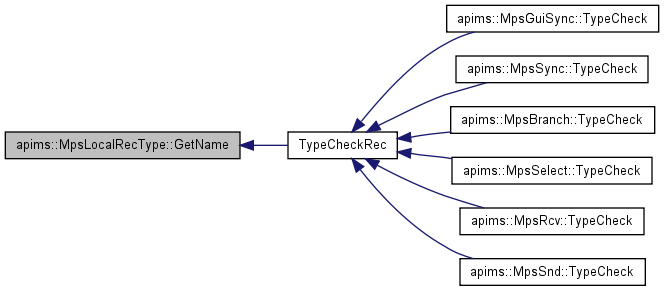 apims::MpsGuiSync::TypeCheck
apims::MpsSync::TypeCheck
apims::MpsBranch::TypeCheck
apims::MpsLocalRecType::GetName
TypeCheckRec
apims::MpsSelect::TypeCheck
apims::MpsRcv::TypeCheck
apims::MpsSnd::TypeCheck